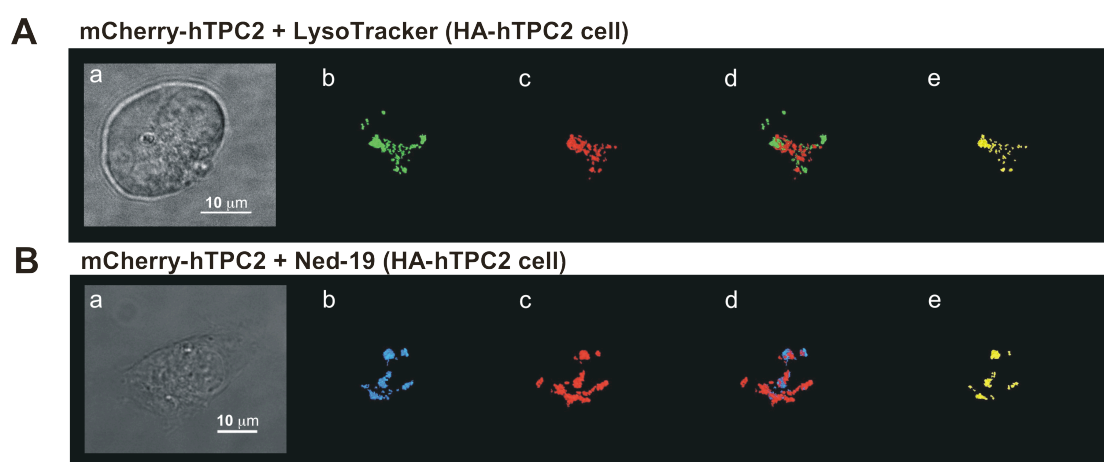 A
mCherry-hTPC2 + LysoTracker (HA-hTPC2 cell)
a b c d e
10 μm
B
mCherry-hTPC2 + Ned-19 (HA-hTPC2 cell)
a b c d e
10 μm